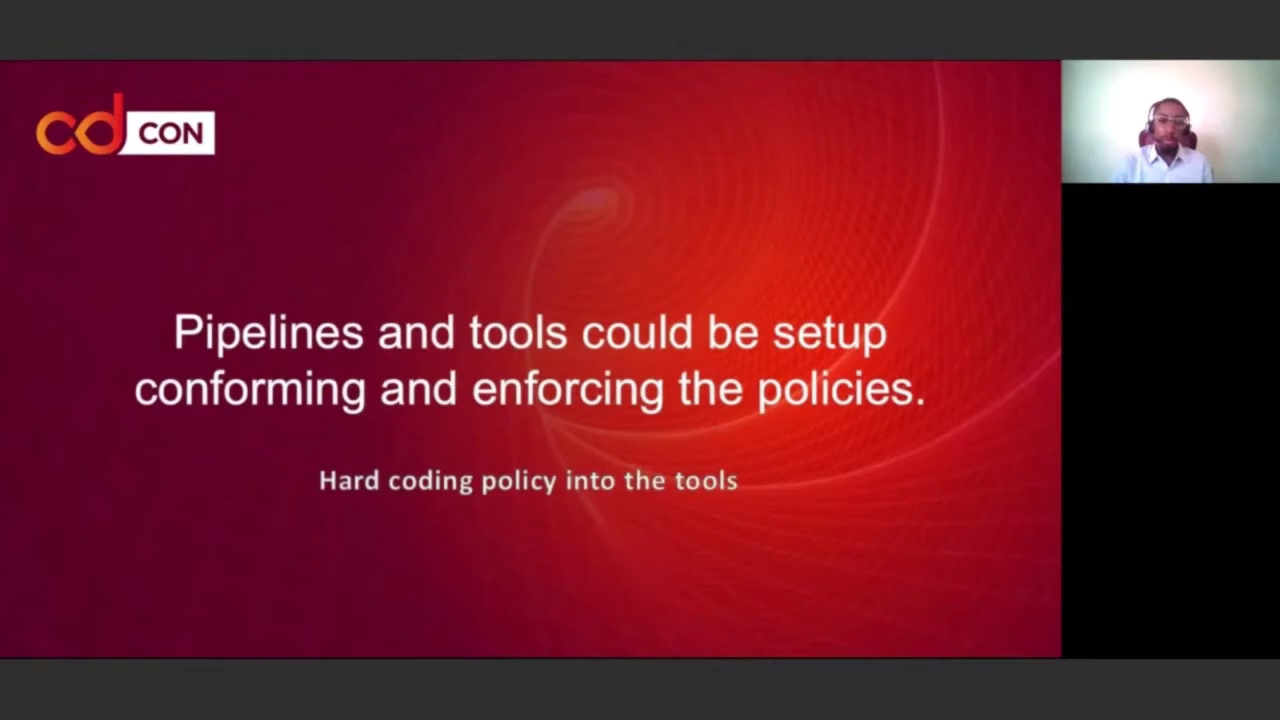 cd CON
Pipelines and tools could be setup
conforming and enforcing the policies.
Hard coding policy into the tools